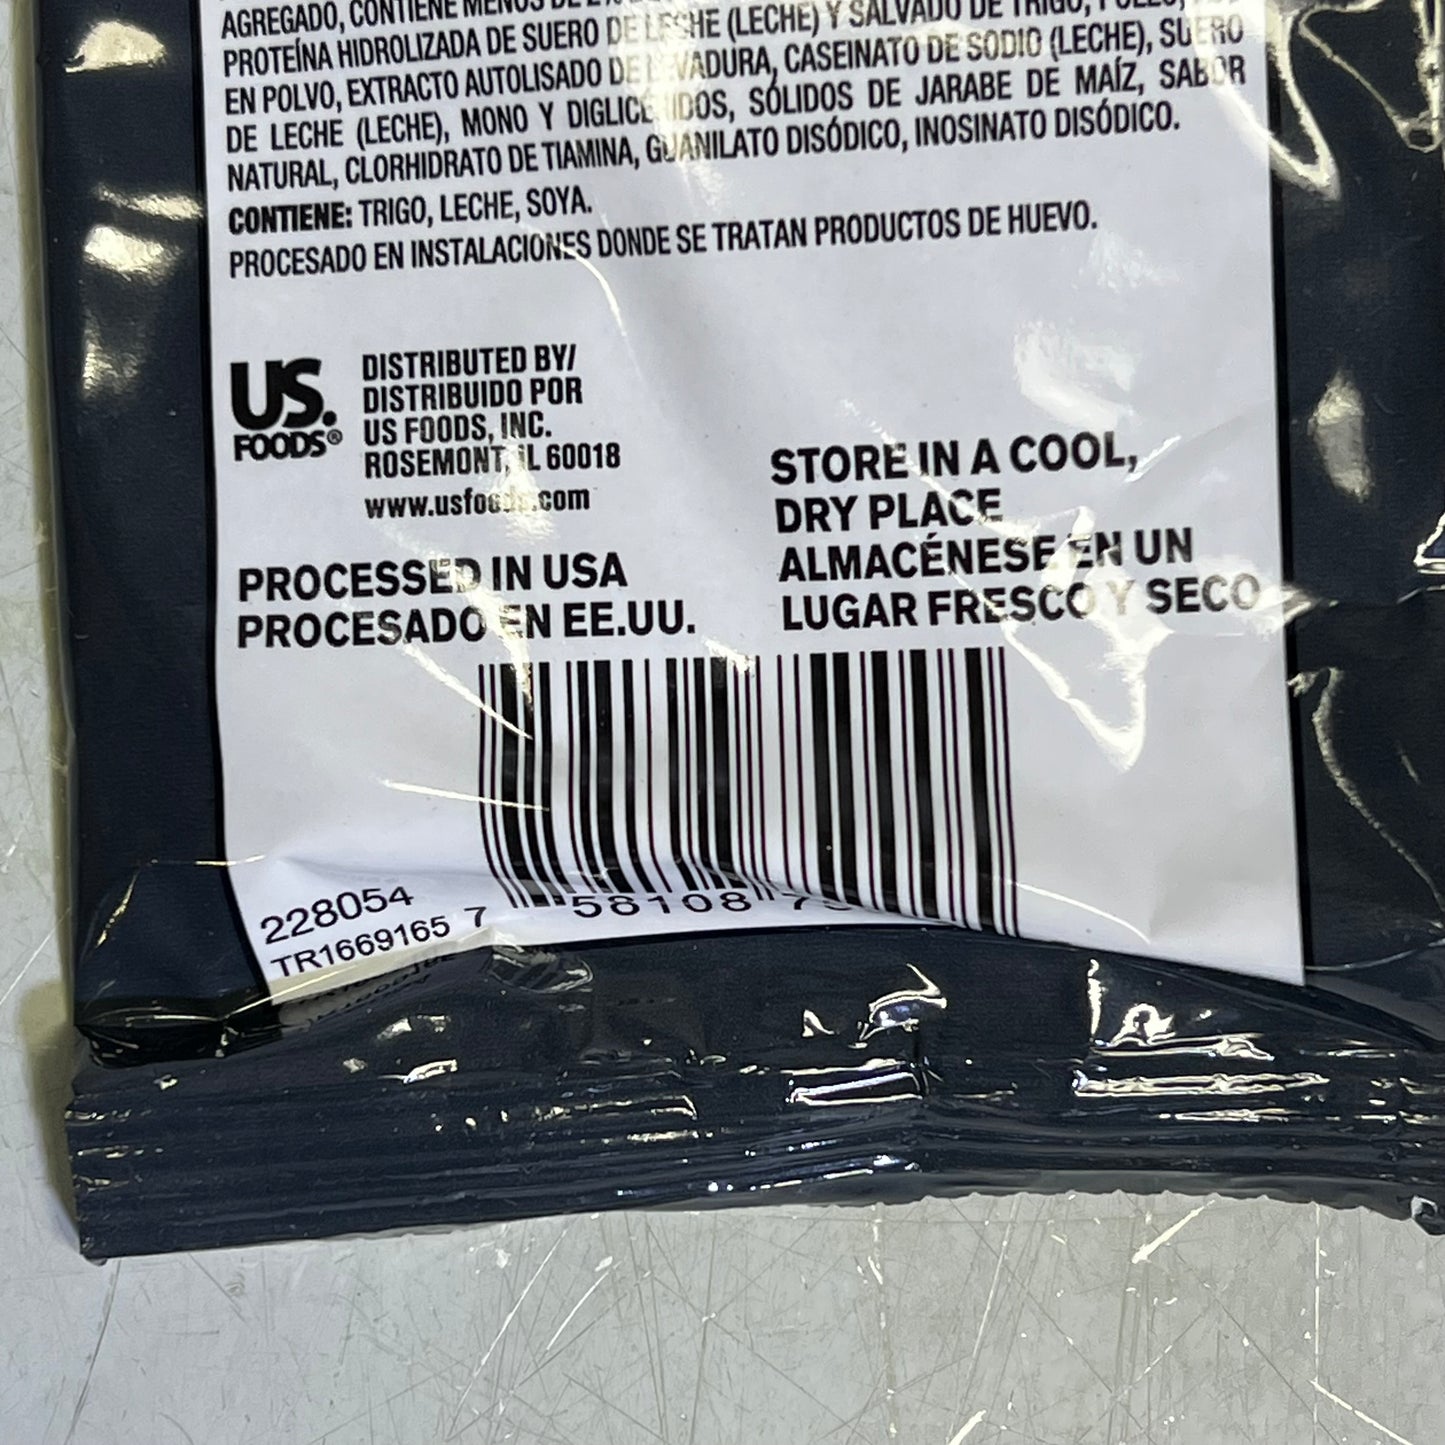 AGREGADO, CONTIENE MENOS DE
PROTEÍNA HIDROLIZADA DE SUERO DE LECHE (LECHE) Y SALVADO DE TRIGO,
EN POLVO, EXTRACTO AUTOLISADO DE LEVADURA, CASEINATO DE SODIO (LECHE), SUERO
DE LECHE (LECHE), MONO Y DIGLICÉRIDOS, SÓLIDOS DE JARABE DE MAÍZ, SABOR
NATURAL, CLORHIDRATO DE TIAMINA, GUANILATO DISÓDICO, INOSINATO DISÓDICO.
CONTIENE: TRIGO, LECHE, SOYA.
PROCESADO EN INSTALACIONES DONDE SE TRATAN PRODUCTOS DE HUEVO.
US.
FOODS®
DISTRIBUTED BY/
DISTRIBUIDO POR
US FOODS, INC.
ROSEMONT, IL 60018
www.usfoods.com
STORE IN A COOL,
DRY PLACE
ALMACÉNESE EN UN
LUGAR FRESCO Y SECO
PROCESSED IN USA
PROCESADO EN EE.UU.
228054
TR1669165
7 58108